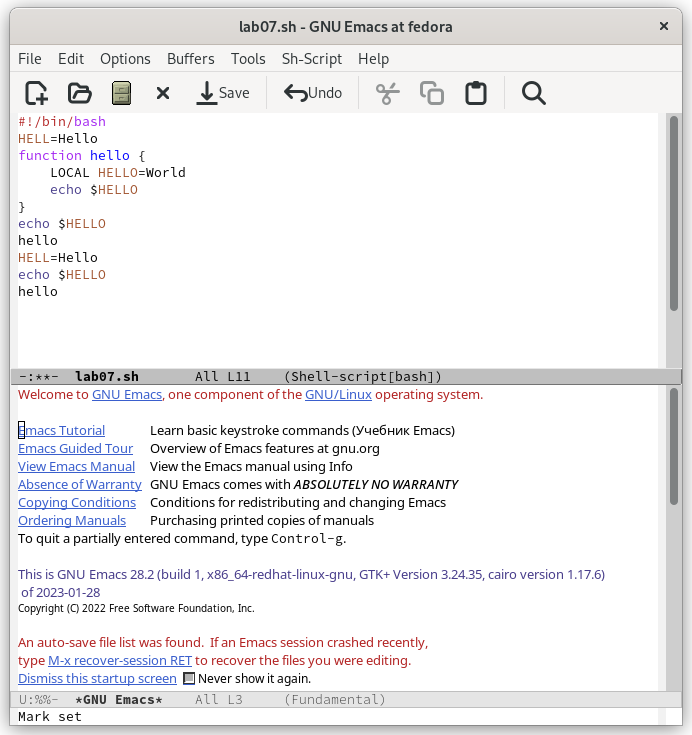 lab07.sh - GNU Emacs at fedora ×
File Edit Options Buffers Tools Sh-Script Help
Save Undo
#!/bin/bash
HELL=Hello
function hello {
    LOCAL HELLO=World
    echo $HELLO
}
echo $HELLO
hello
HELL=Hello
echo $HELLO
hello
-:**-  lab07.sh       All L11    (Shell-script[bash])
Welcome to GNU Emacs, one component of the GNU/Linux operating system.
Emacs Tutorial Learn basic keystroke commands (Учебник Emacs)
Emacs Guided Tour Overview of Emacs features at gnu.org
View Emacs Manual View the Emacs manual using Info
Absence of Warranty GNU Emacs comes with ABSOLUTELY NO WARRANTY
Copying Conditions Conditions for redistributing and changing Emacs
Ordering Manuals Purchasing printed copies of manuals
To quit a partially entered command, type Control-g.
This is GNU Emacs 28.2 (build 1, x86_64-redhat-linux-gnu, GTK+ Version 3.24.35, cairo version 1.17.6)
of 2023-01-28
Copyright (C) 2022 Free Software Foundation, Inc.
An auto-save file list was found.  If an Emacs session crashed recently,
type M-x recover-session RET to recover the files you were editing.
Dismiss this startup screen Never show it again.
U:%%-  *GNU Emacs*    All L3     (Fundamental)
Mark set